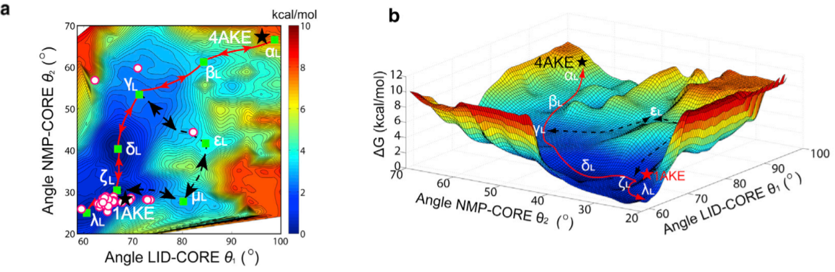 a
kcal/mol
70
60
50
40
30
20
Angle NMP-CORE θ₂ (°)
60
70
80
90
100
Angle LID-CORE θ₁ (°)
10
8
6
4
2
0
4AKE
αL
βL
γL
δL
εL
ζL
μL
1AKE
λL
b
12
10
8
6
4
2
0
ΔG (kcal/mol)
70
60
50
40
30
20
Angle NMP-CORE θ₂ (°)
60
70
80
90
100
Angle LID-CORE θ₁ (°)
4AKE
αL
βL
γL
εL
δL
ζL
1AKE
λL